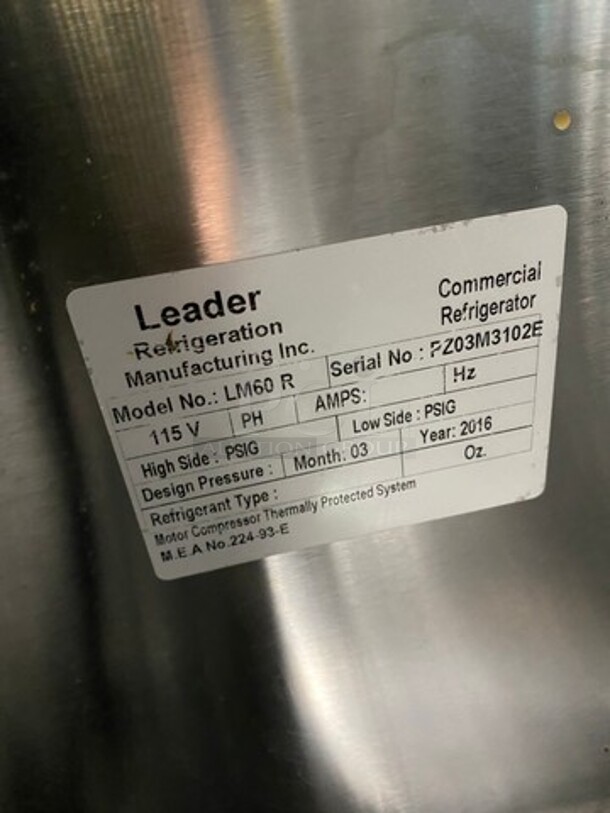 Leader
Refrigeration
Manufacturing Inc.
Commercial
Refrigerator
Model No.: LM60 R Serial No : PZ03M3102E
115 V PH AMPS: Hz
High Side : PSIG Low Side : PSIG
Design Pressure : Month: 03 Year: 2016
Refrigerant Type : Oz.
Motor Compressor Thermally Protected System
M.E.A No.224-93-E